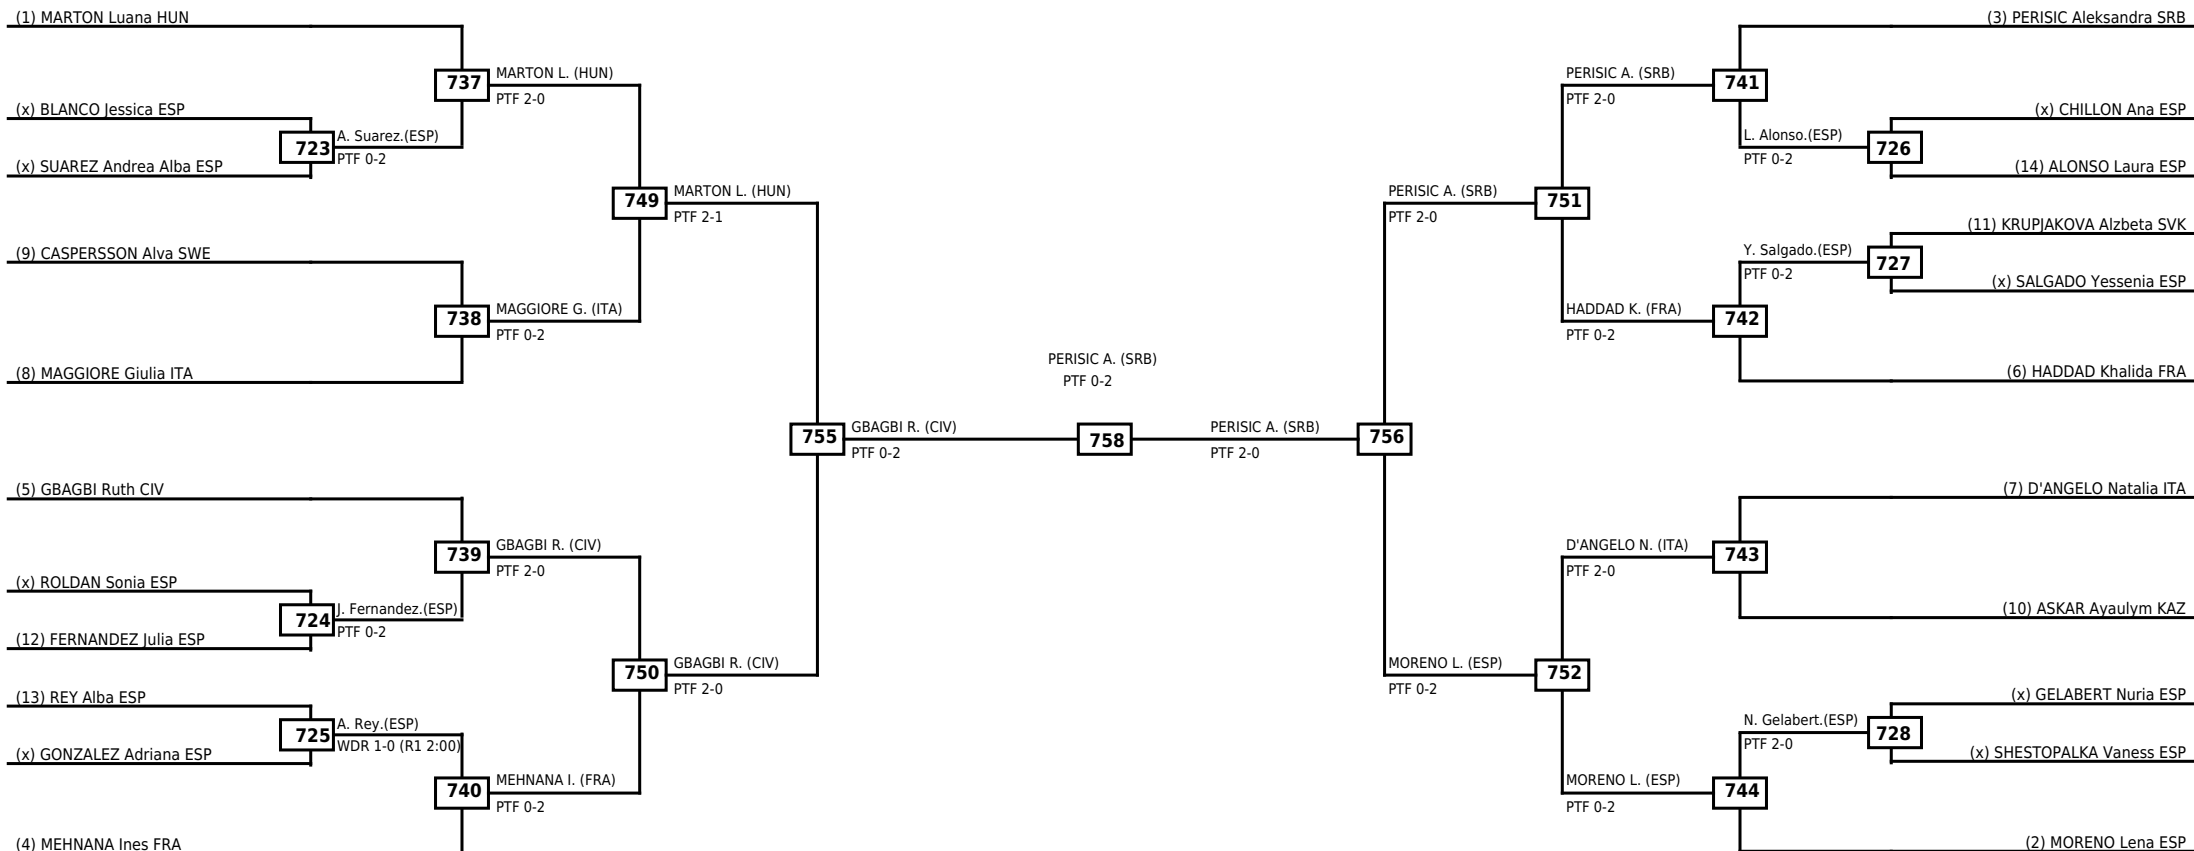 (1) MARTON Luana HUN
737
MARTON L. (HUN)
PTF 2-0
(x) BLANCO Jessica ESP
723
A. Suarez.(ESP)
PTF 0-2
(x) SUAREZ Andrea Alba ESP
749
MARTON L. (HUN)
PTF 2-1
(9) CASPERSSON Alva SWE
738
MAGGIORE G. (ITA)
PTF 0-2
(8) MAGGIORE Giulia ITA
755
GBAGBI R. (CIV)
PTF 0-2
(5) GBAGBI Ruth CIV
739
GBAGBI R. (CIV)
PTF 2-0
(x) ROLDAN Sonia ESP
724
J. Fernandez.(ESP)
PTF 0-2
(12) FERNANDEZ Julia ESP
750
GBAGBI R. (CIV)
PTF 2-0
(13) REY Alba ESP
725
A. Rey.(ESP)
WDR 1-0 (R1 2:00)
(x) GONZALEZ Adriana ESP
740
MEHNANA I. (FRA)
PTF 0-2
(4) MEHNANA Ines FRA
PERISIC A. (SRB)
PTF 0-2
758
PERISIC A. (SRB)
PTF 2-0
756
PERISIC A. (SRB)
PTF 2-0
751
PERISIC A. (SRB)
PTF 2-0
741
(3) PERISIC Aleksandra SRB
(x) CHILLON Ana ESP
L. Alonso.(ESP)
PTF 0-2
726
(14) ALONSO Laura ESP
(11) KRUPJAKOVA Alzbeta SVK
Y. Salgado.(ESP)
PTF 0-2
727
(x) SALGADO Yessenia ESP
HADDAD K. (FRA)
PTF 0-2
742
(6) HADDAD Khalida FRA
(7) D'ANGELO Natalia ITA
D'ANGELO N. (ITA)
PTF 2-0
743
(10) ASKAR Ayaulym KAZ
MORENO L. (ESP)
PTF 0-2
752
(x) GELABERT Nuria ESP
N. Gelabert.(ESP)
PTF 2-0
728
(x) SHESTOPALKA Vaness ESP
MORENO L. (ESP)
PTF 0-2
744
(2) MORENO Lena ESP